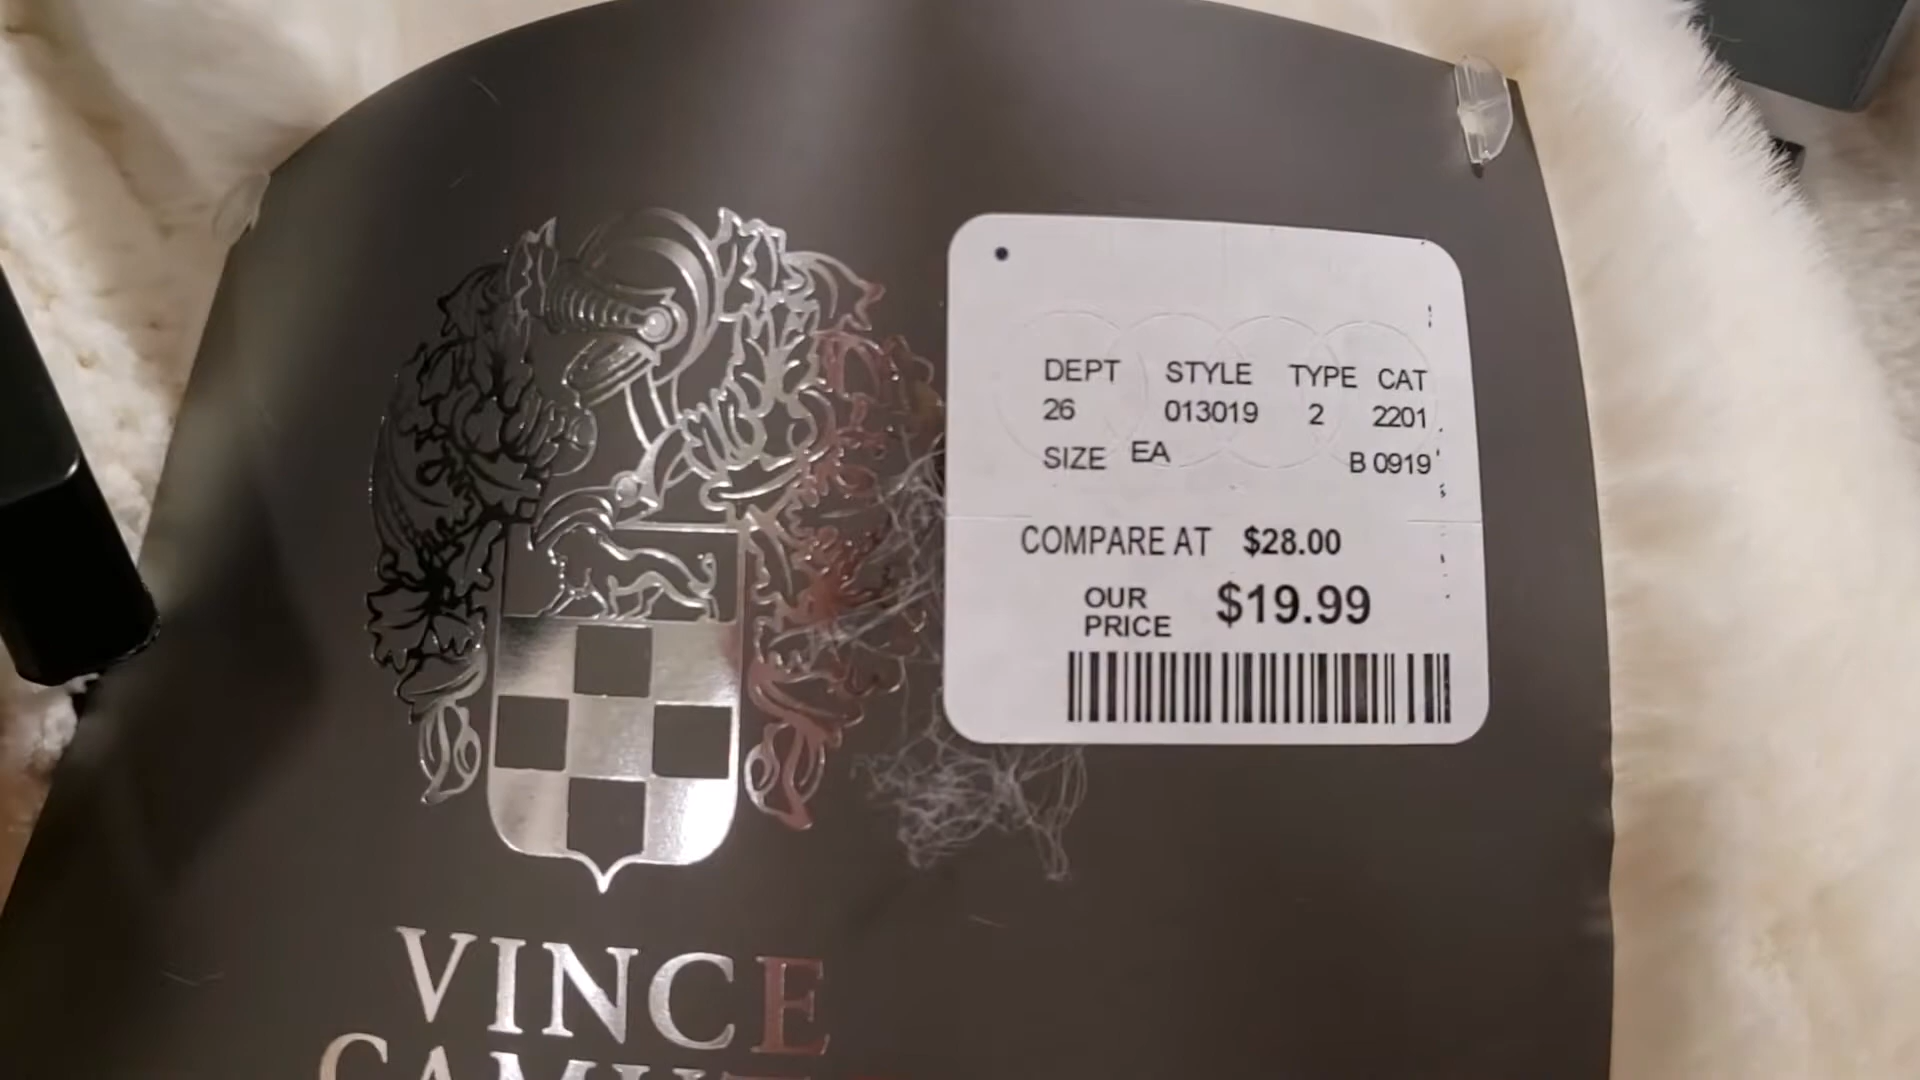 DEPT STYLE TYPE CAT
26 013019 2 2201
SIZE EA B 0919
COMPARE AT $28.00
OUR PRICE $19.99
VINCE